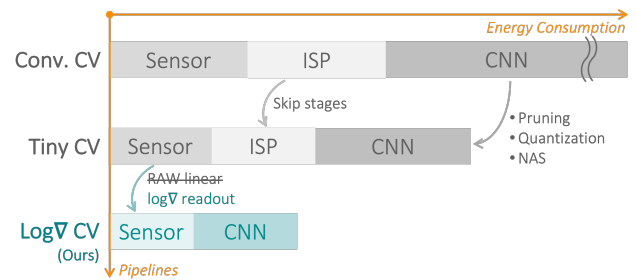 Energy Consumption
Conv. CV
Sensor
ISP
CNN
Skip stages
• Pruning
• Quantization
• NAS
Tiny CV
Sensor
ISP
CNN
RAW linear
log∇ readout
Log∇ CV
(Ours)
Sensor
CNN
Pipelines